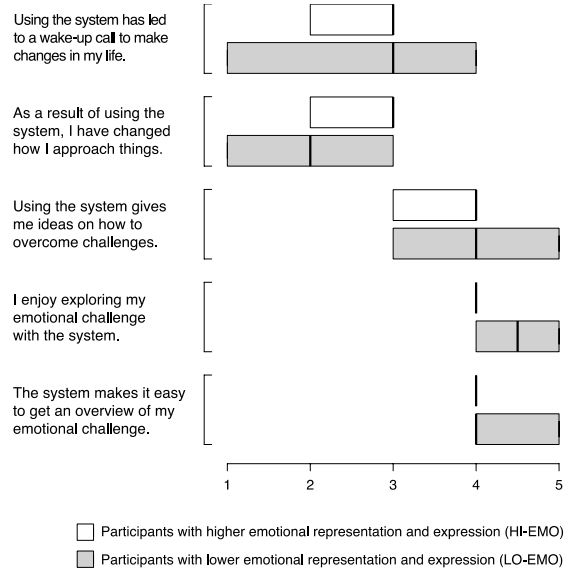 Using the system has led
to a wake-up call to make
changes in my life.
As a result of using the
system, I have changed
how I approach things.
Using the system gives
me ideas on how to
overcome challenges.
I enjoy exploring my
emotional challenge
with the system.
The system makes it easy
to get an overview of my
emotional challenge.
1 2 3 4 5
Participants with higher emotional representation and expression (HI-EMO)
Participants with lower emotional representation and expression (LO-EMO)